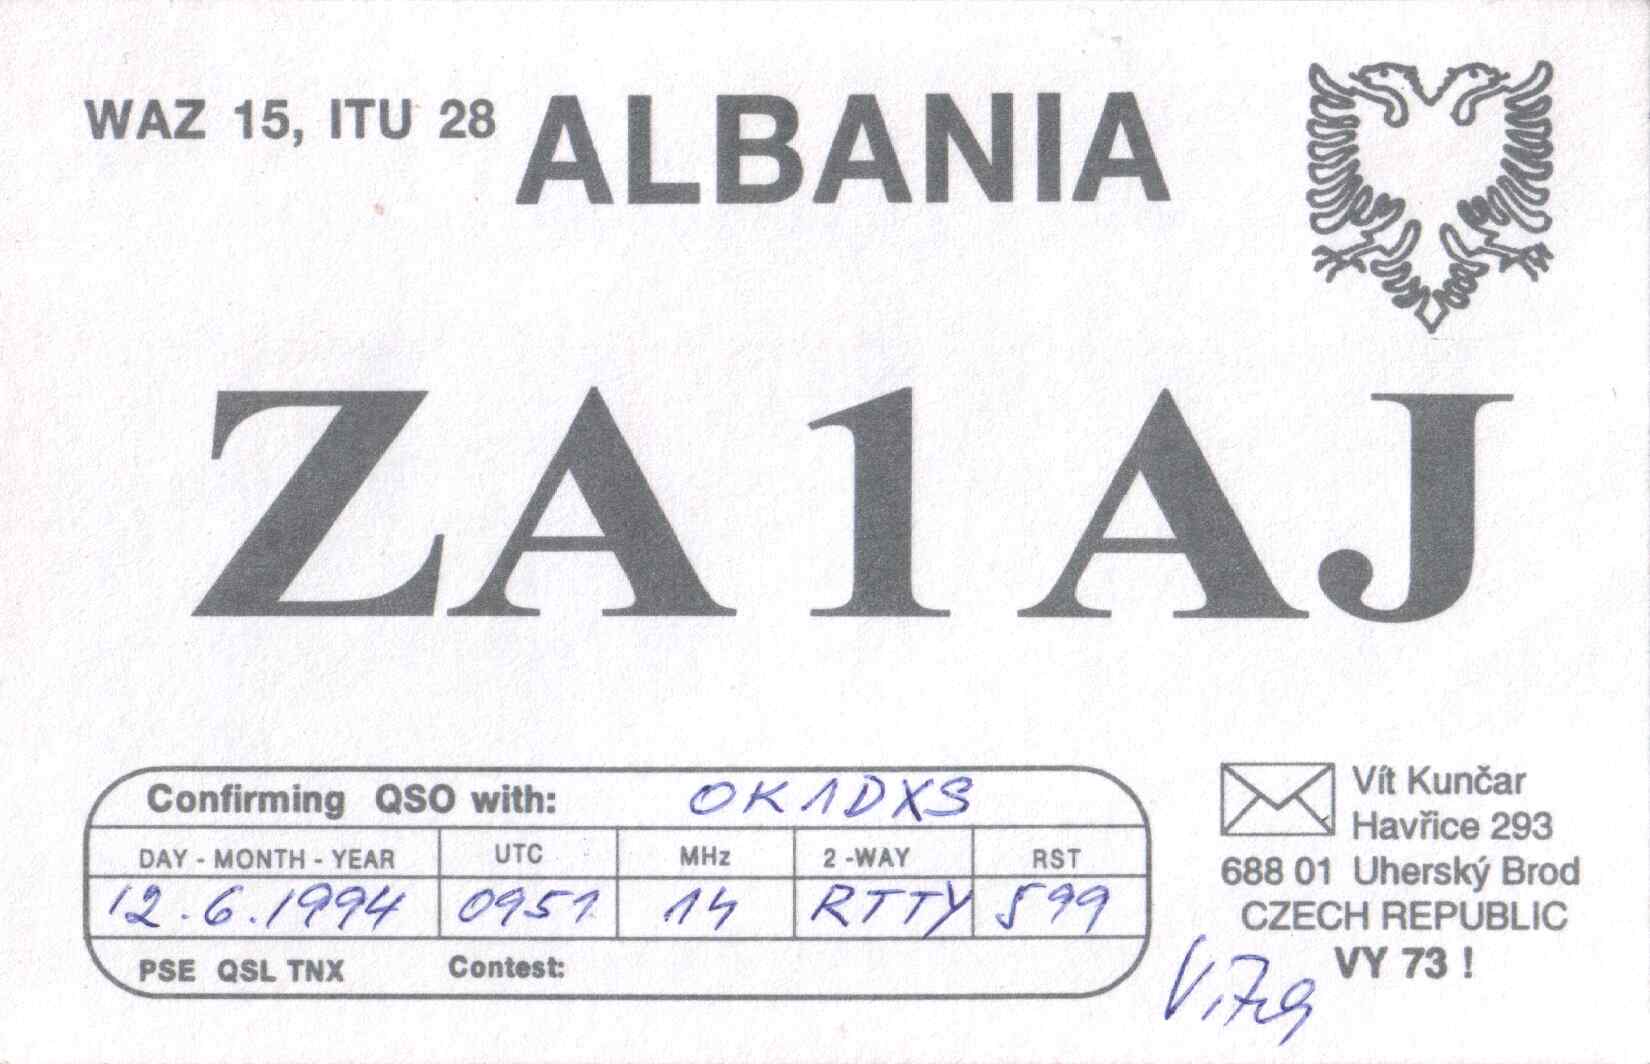 WAZ 15, ITU 28 ALBANIA
ZA1AJ
Confirming QSO with: OK1DXS
DAY - MONTH - YEAR UTC MHz 2 -WAY RST
12.6.1994 0951 14 RTTY 599
PSE QSL TNX Contest:
Vít Kunčar
Havřice 293
688 01 Uherský Brod
CZECH REPUBLIC
VY 73 !